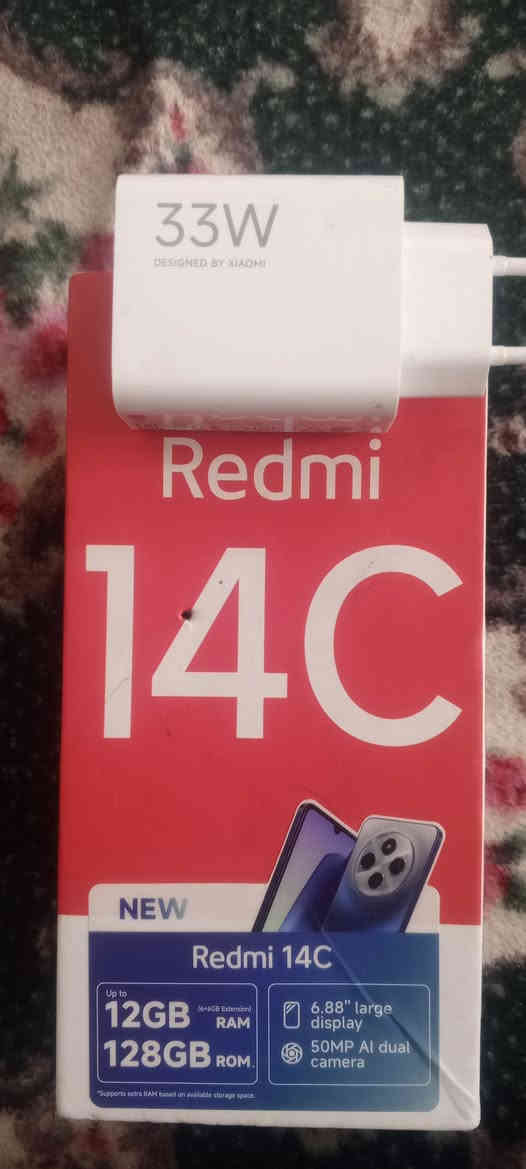 33W
DESIGNED BY XIAOMI
Redmi
14C
NEW
Redmi 14C
Up to
12GB (6+6GB Extension) RAM
128GB ROM
6.88" large
display
50MP AI dual
camera
*Supports extra RAM based on available storage space.